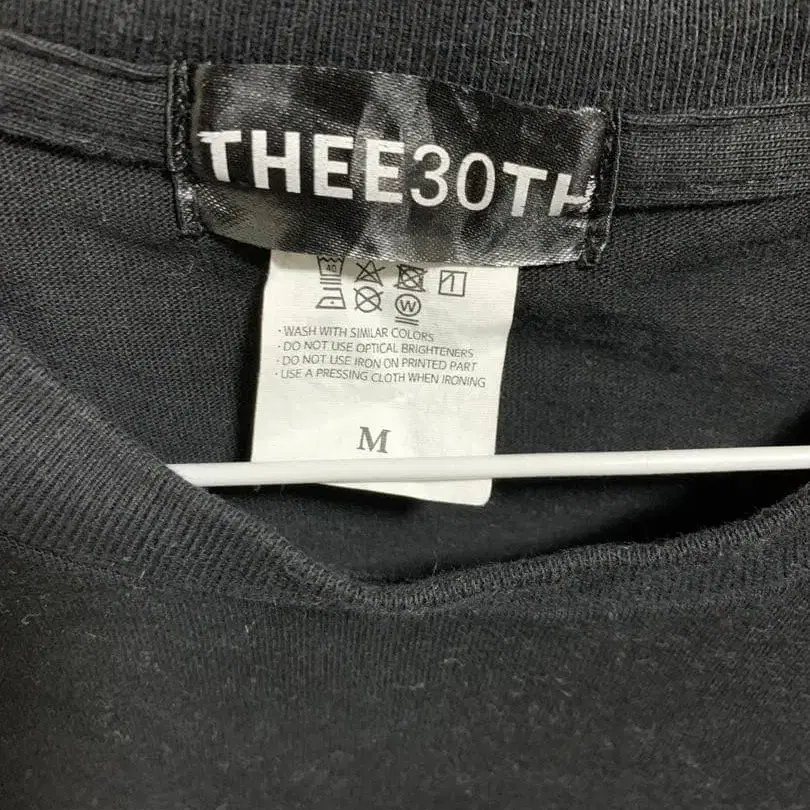 THEE30TH
40
W
· WASH WITH SIMILAR COLORS
· DO NOT USE OPTICAL BRIGHTENERS
· DO NOT USE IRON ON PRINTED PART
· USE A PRESSING CLOTH WHEN IRONING
M